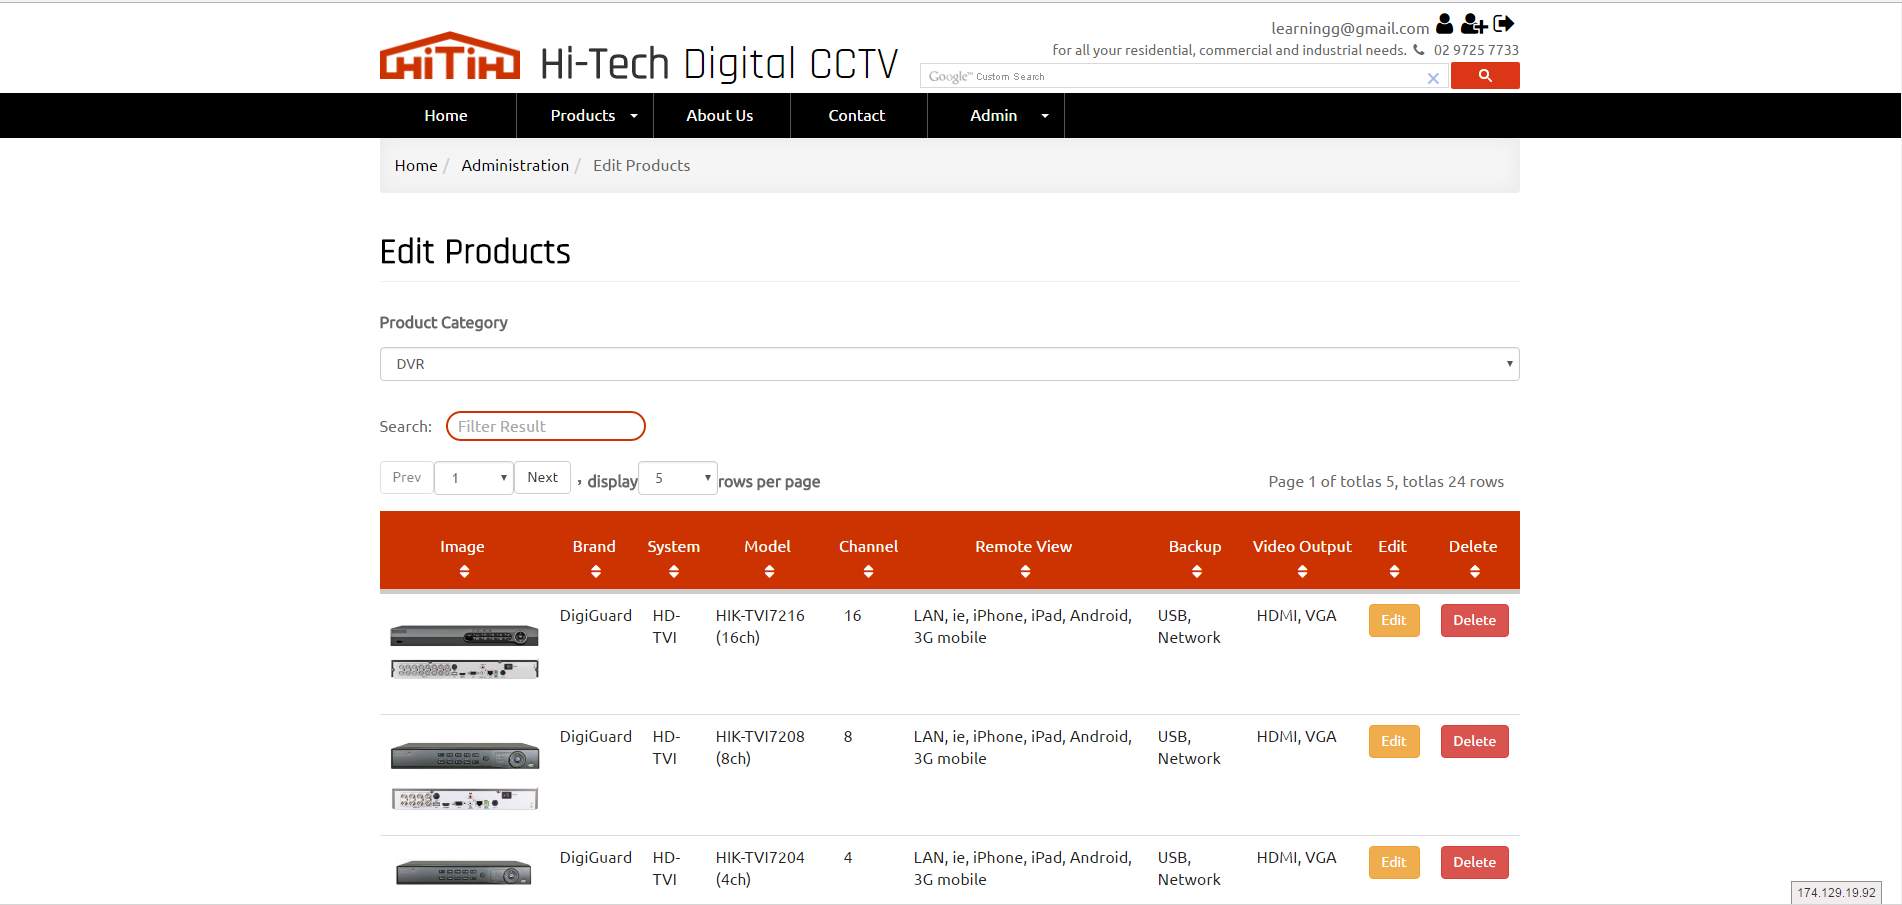 learningg@gmail.com
for all your residential, commercial and industrial needs. 02 9725 7733
HiTiH Hi-Tech Digital CCTV
Google™ Custom Search
Home Products About Us Contact Admin
Home / Administration / Edit Products
Edit Products
Product Category
DVR
Search: Filter Result
Prev 1 Next , display 5 rows per page Page 1 of totlas 5, totlas 24 rows
Image Brand System Model Channel Remote View Backup Video Output Edit Delete
DigiGuard HD- HIK-TVI7216 16 LAN, ie, iPhone, iPad, Android, USB, HDMI, VGA Edit Delete
TVI (16ch) 3G mobile Network
DigiGuard HD- HIK-TVI7208 8 LAN, ie, iPhone, iPad, Android, USB, HDMI, VGA Edit Delete
TVI (8ch) 3G mobile Network
DigiGuard HD- HIK-TVI7204 4 LAN, ie, iPhone, iPad, Android, USB, HDMI, VGA Edit Delete
TVI (4ch) 3G mobile Network
174.129.19.92